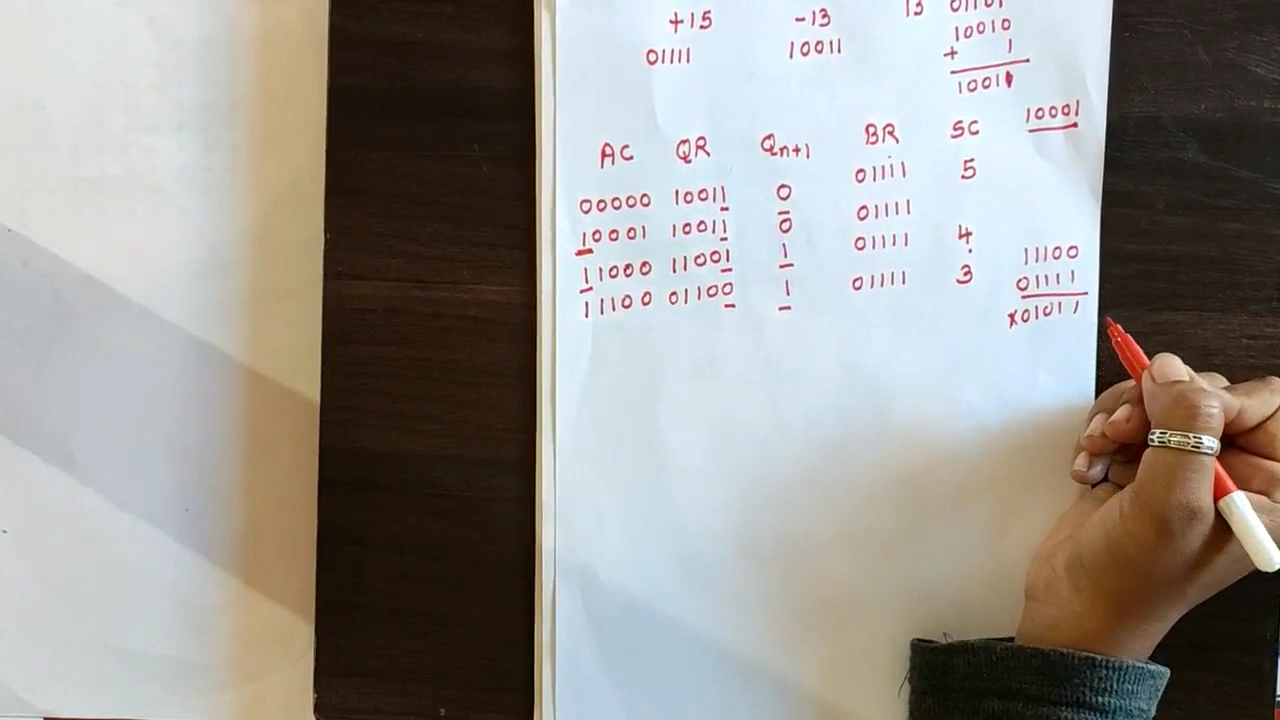 +15 -13 13 01101
01111 10011 10010
+ 1
1001
10001
AC QR Qn+1 BR SC
00000 10011 0 01111 5
10001 10011 0 01111
11000 11001 1 01111 4
11100 01100 1 01111 3
11100
01111
x01011